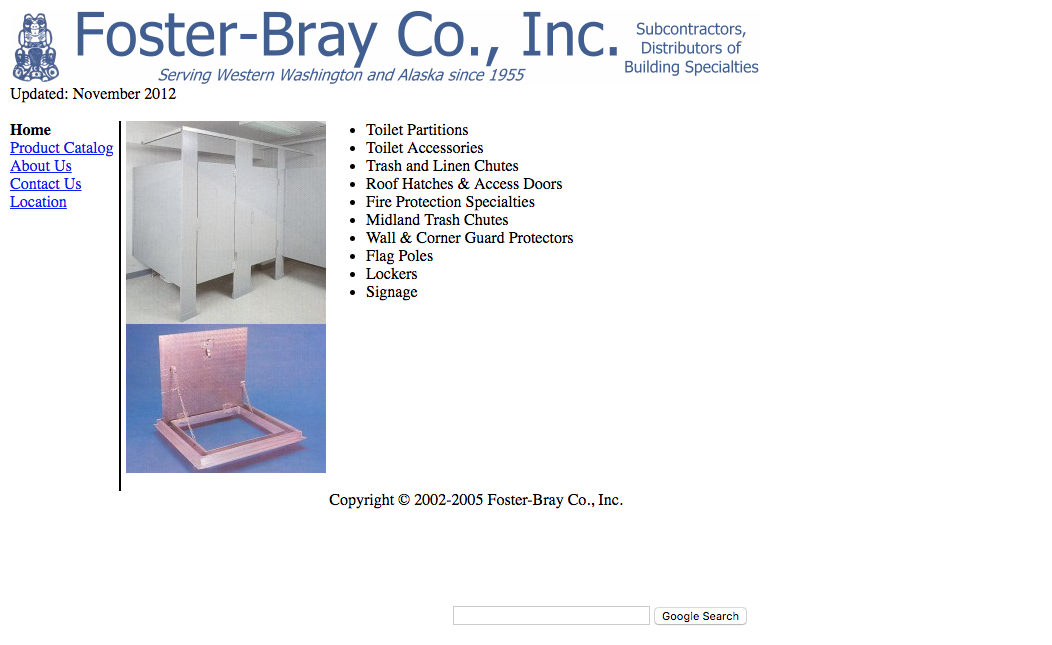 Foster-Bray Co., Inc.
Serving Western Washington and Alaska since 1955
Subcontractors,
Distributors of
Building Specialties
Updated: November 2012
Home
Product Catalog
About Us
Contact Us
Location
• Toilet Partitions
• Toilet Accessories
• Trash and Linen Chutes
• Roof Hatches & Access Doors
• Fire Protection Specialties
• Midland Trash Chutes
• Wall & Corner Guard Protectors
• Flag Poles
• Lockers
• Signage
Copyright © 2002-2005 Foster-Bray Co., Inc.
Google Search